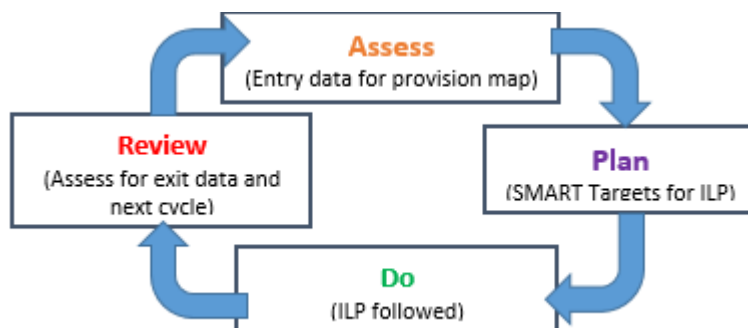 Assess
(Entry data for provision map)
Plan
(SMART Targets for ILP)
Do
(ILP followed)
Review
(Assess for exit data and
next cycle)